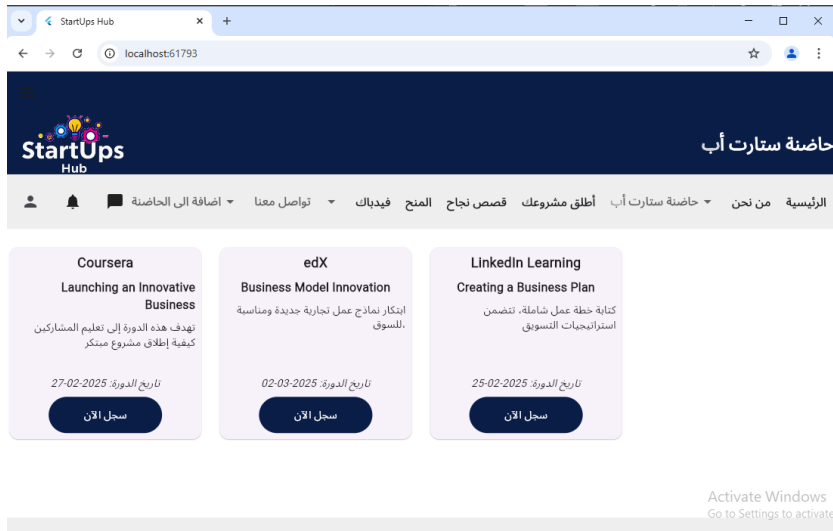 StartUps Hub
localhost:61793
StartUps
Hub
حاضنة ستارت أب
الرئيسية من نحن حاضنة ستارت أب أطلق مشروعك قصص نجاح المنح فيدباك تواصل معنا اضافة الى الحاضنة
Coursera
Launching an Innovative
Business
تهدف هذه الدورة إلى تعليم المشاركين
كيفية إطلاق مشروع مبتكر
تاريخ الدورة: 2025-02-27
سجل الآن
edX
Business Model Innovation
ابتكار نماذج عمل تجارية جديدة ومناسبة
.للسوق
تاريخ الدورة: 2025-03-02
سجل الآن
LinkedIn Learning
Creating a Business Plan
كتابة خطة عمل شاملة، تتضمن
استراتيجيات التسويق
تاريخ الدورة: 2025-02-25
سجل الآن
Activate Windows
Go to Settings to activate